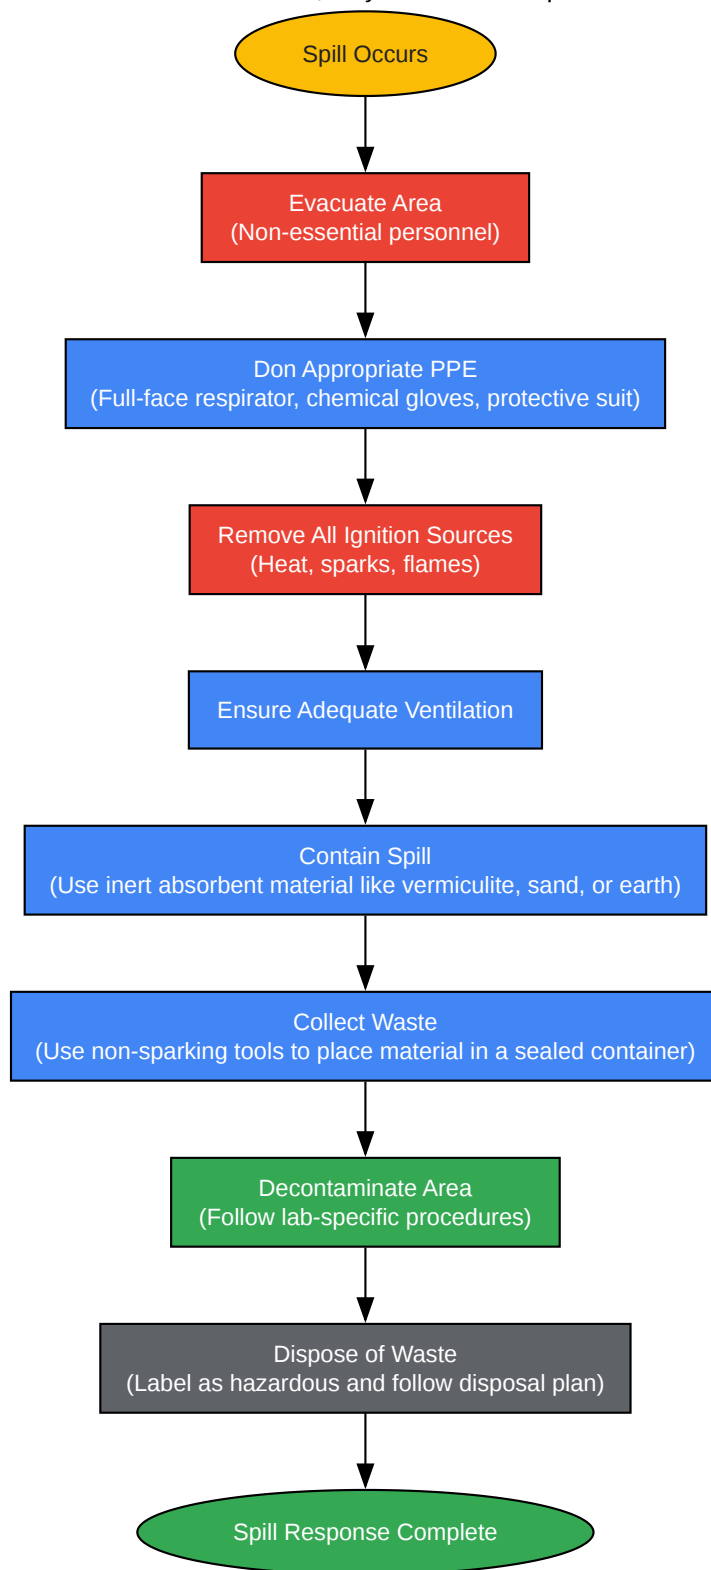 Spill Occurs
Evacuate Area
(Non-essential personnel)
Don Appropriate PPE
(Full-face respirator, chemical gloves, protective suit)
Remove All Ignition Sources
(Heat, sparks, flames)
Ensure Adequate Ventilation
Contain Spill
(Use inert absorbent material like vermiculite, sand, or earth)
Collect Waste
(Use non-sparking tools to place material in a sealed container)
Decontaminate Area
(Follow lab-specific procedures)
Dispose of Waste
(Label as hazardous and follow disposal plan)
Spill Response Complete